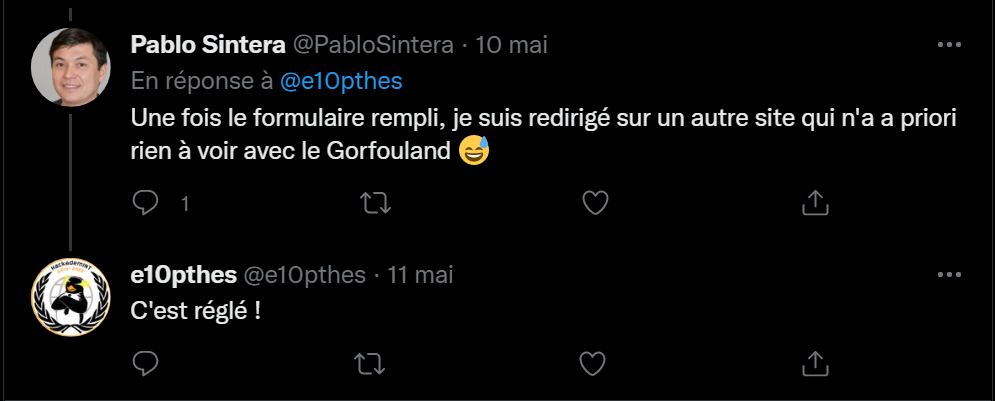 Pablo Sintera @PabloSintera · 10 mai
En réponse à @e10pthes
Une fois le formulaire rempli, je suis redirigé sur un autre site qui n'a a priori
rien à voir avec le Gorfouland 😅
1
e10pthes @e10pthes · 11 mai
C'est réglé !